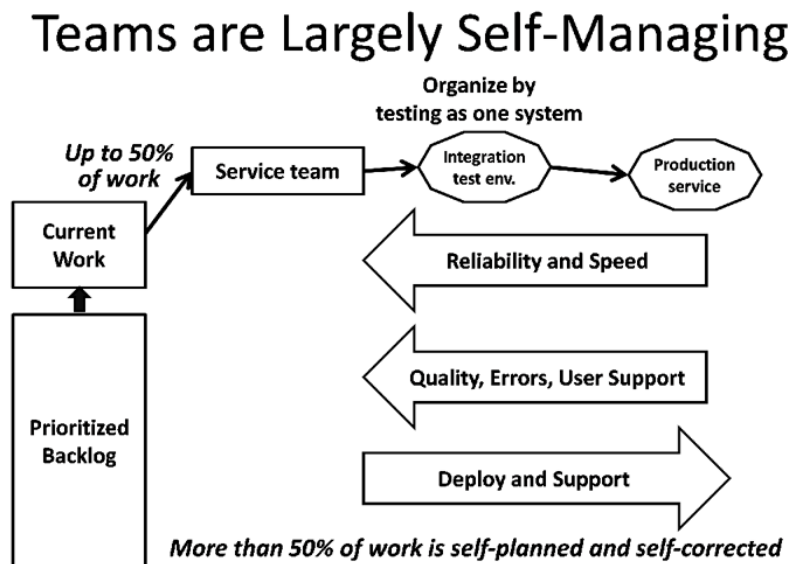 Teams are Largely Self-Managing
Organize by
testing as one system
Up to 50%
of work
Service team
Integration
test env.
Production
service
Current
Work
Reliability and Speed
Quality, Errors, User Support
Prioritized
Backlog
Deploy and Support
More than 50% of work is self-planned and self-corrected